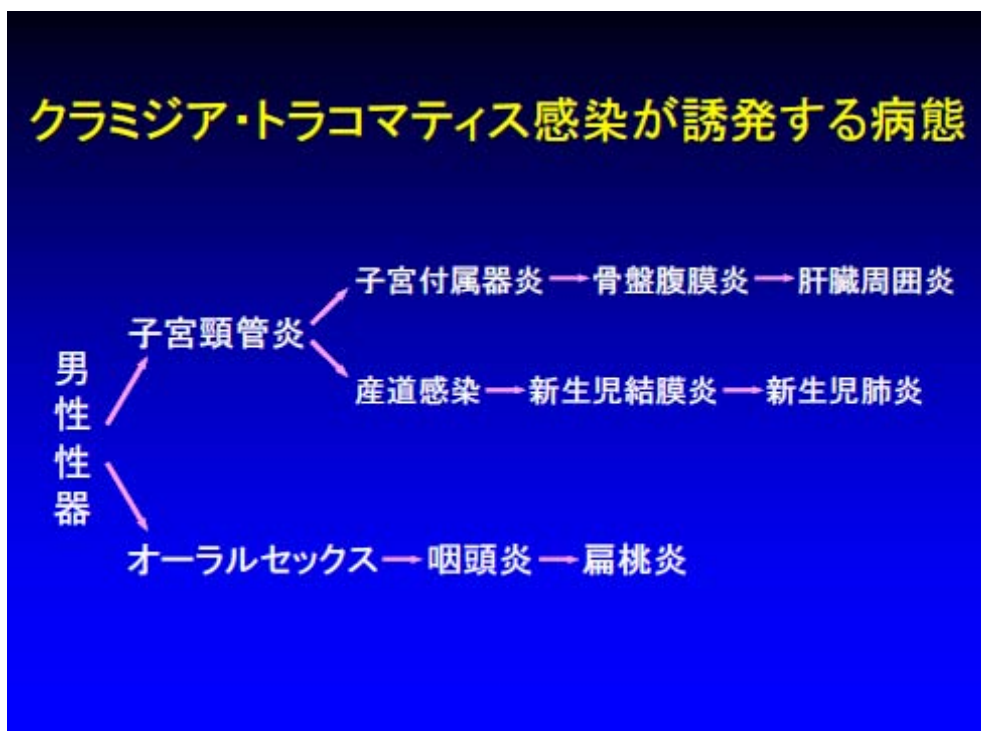 クラミジア・トラコマティス感染が誘発する病態
子宮付属器炎→骨盤腹膜炎→肝臓周囲炎
子宮頸管炎
産道感染→新生児結膜炎→新生児肺炎
男性性器
オーラルセックス→咽頭炎→扁桃炎